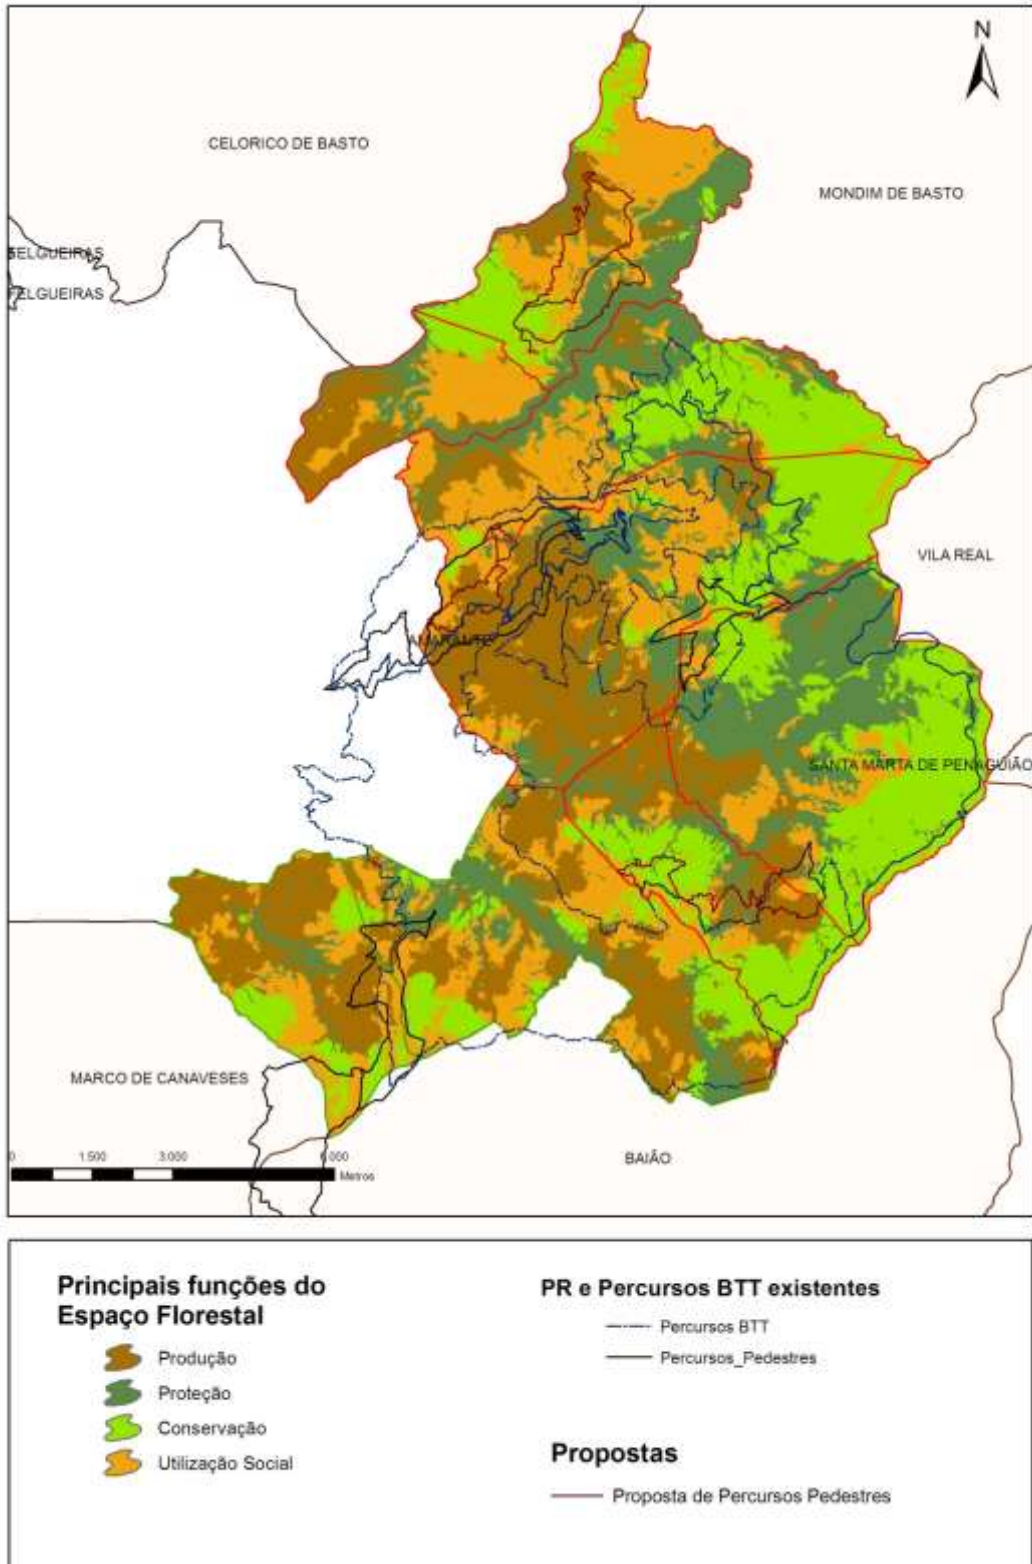 N
CELORICO DE BASTO
MONDIM DE BASTO
FELGUEIRAS
FELGUEIRAS
VILA REAL
AMARANTE
SANTA MARTA DE PENAGUIÃO
MARCO DE CANAVESES
BAIÃO
0 1.500 3.000 6.000
Metros
Principais funções do
Espaço Florestal
Produção
Proteção
Conservação
Utilização Social
PR e Percursos BTT existentes
Percursos BTT
Percursos_Pedestres
Propostas
Proposta de Percursos Pedestres